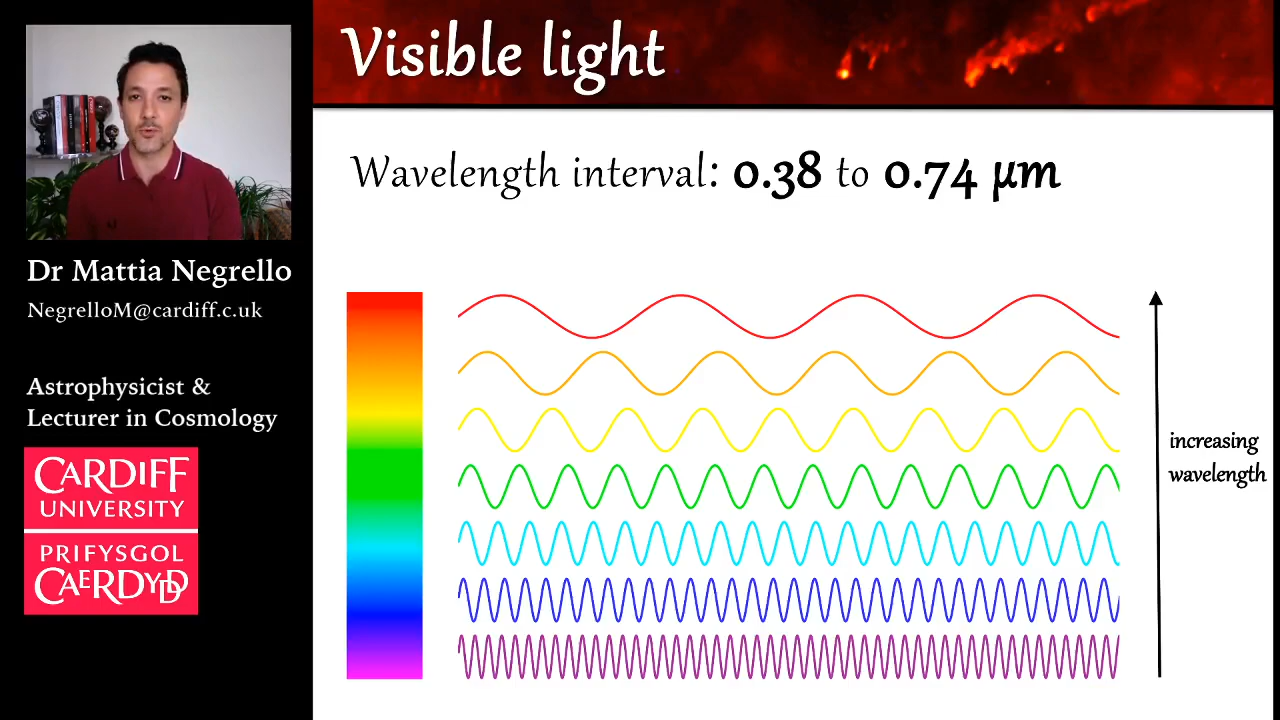 Visible light
Wavelength interval: 0.38 to 0.74 μm
Dr Mattia Negrello
NegrelloM@cardiff.c.uk
Astrophysicist &
Lecturer in Cosmology
CARDIFF
UNIVERSITY
PRIFYSGOL
CAERDYDD
increasing
wavelength